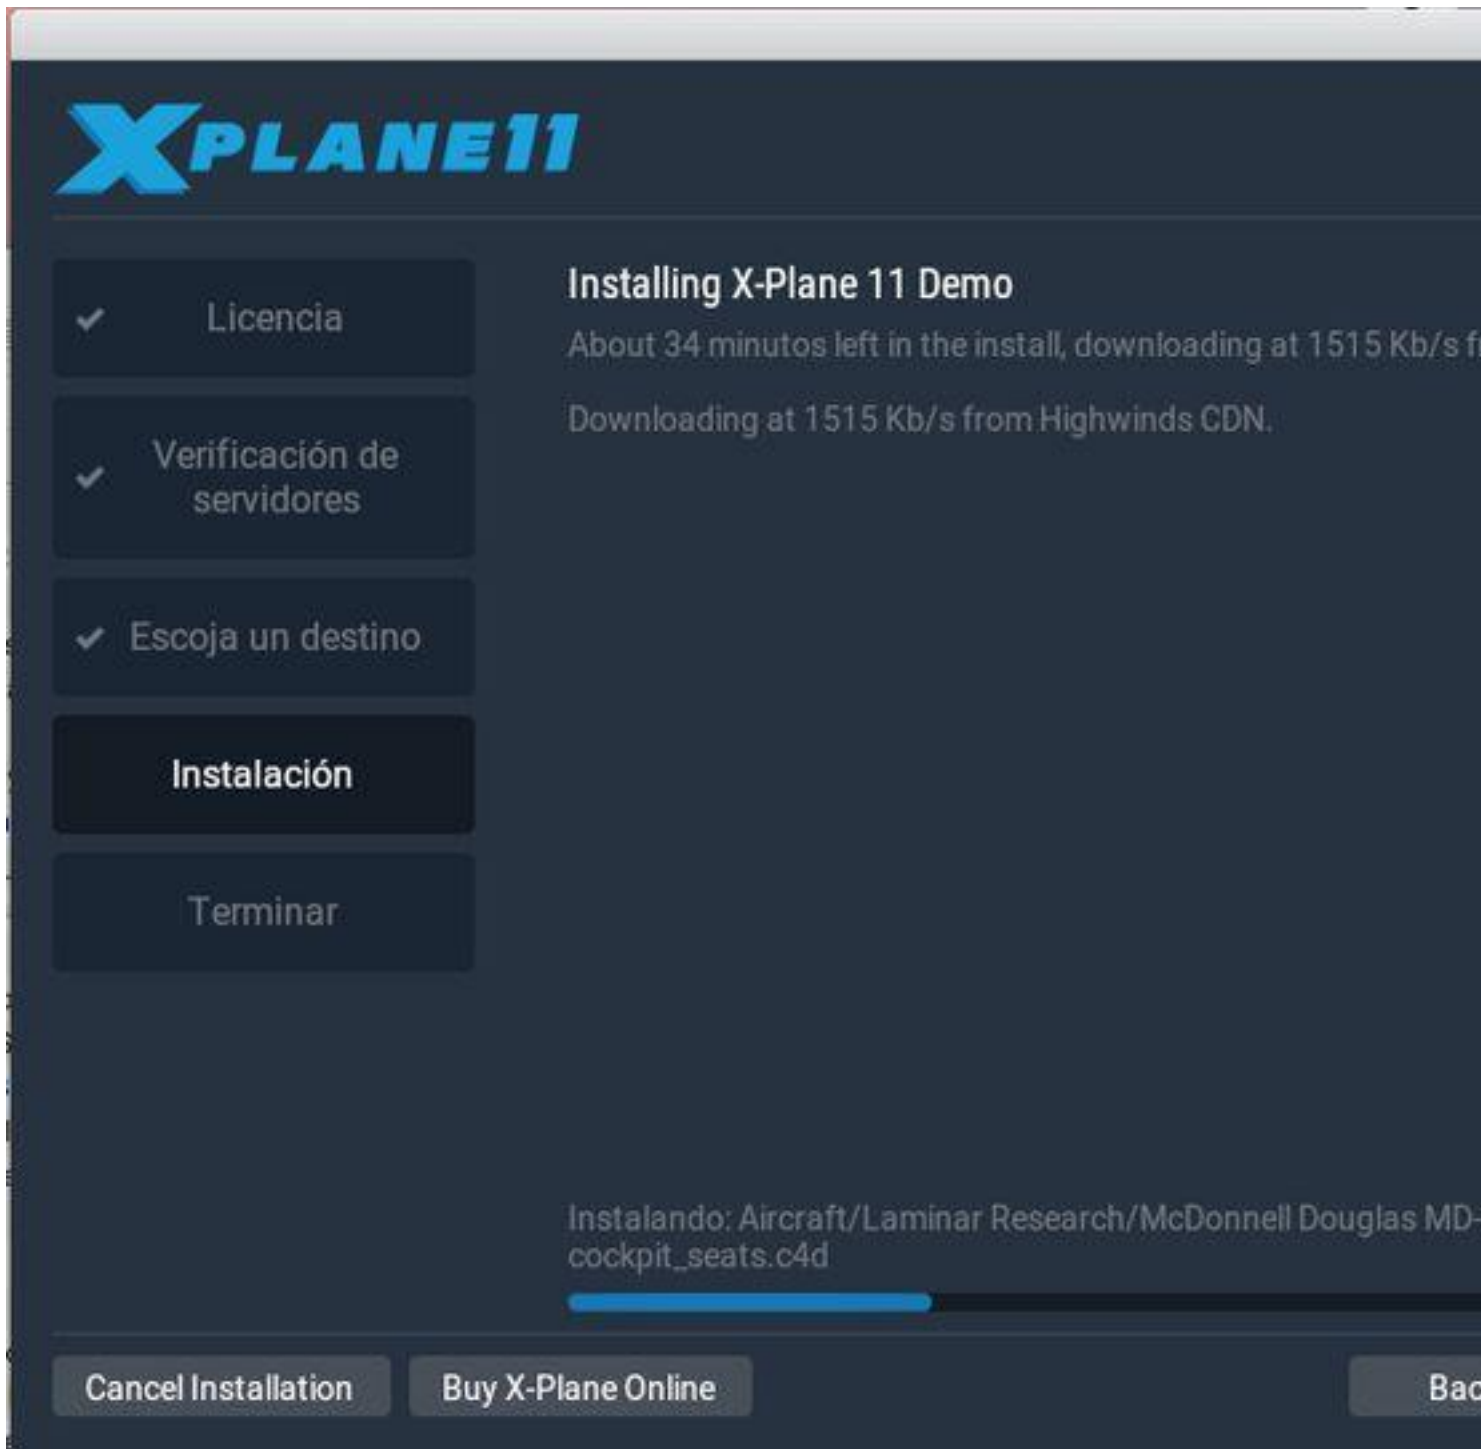 XPLANE11
Licencia
Verificación de
servidores
Escoja un destino
Instalación
Terminar
Installing X-Plane 11 Demo
About 34 minutos left in the install, downloading at 1515 Kb/s
Downloading at 1515 Kb/s from Highwinds CDN.
Instalando: Aircraft/Laminar Research/McDonnell Douglas MD-
cockpit_seats.c4d
Cancel Installation
Buy X-Plane Online